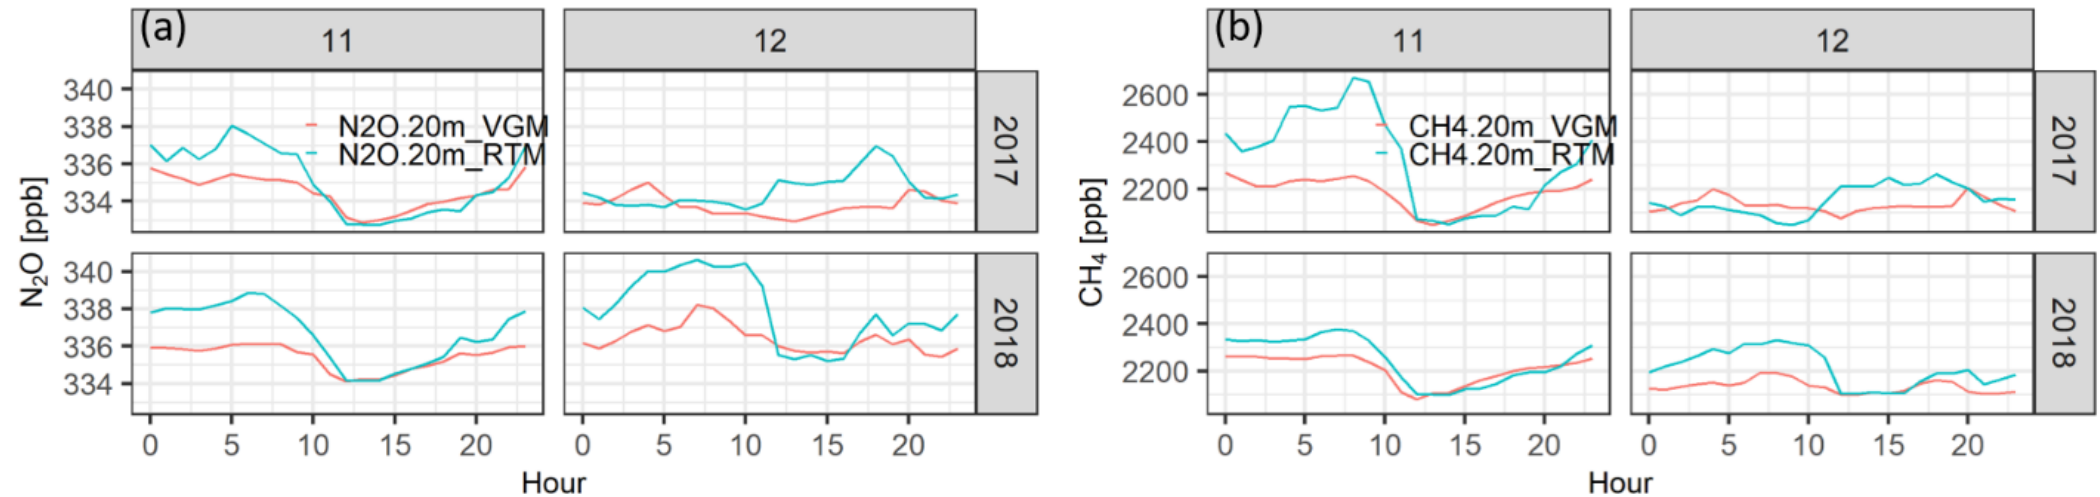 (a)
11
12
N₂O [ppb]
340
338
336
334
N2O.20m_VGM
N2O.20m_RTM
2017
340
338
336
334
2018
0 5 10 15 20
0 5 10 15 20
Hour
(b)
11
12
CH₄ [ppb]
2600
2400
2200
CH4.20m_VGM
CH4.20m_RTM
2017
2600
2400
2200
2018
0 5 10 15 20
0 5 10 15 20
Hour